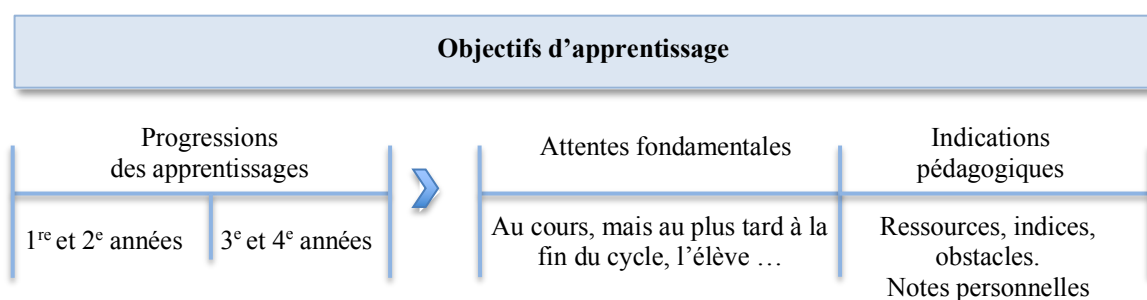 Objectifs d’apprentissage
Progressions
des apprentissages
1re et 2e années
3e et 4e années
Attentes fondamentales
Au cours, mais au plus tard à la
fin du cycle, l’élève …
Indications
pédagogiques
Ressources, indices,
obstacles.
Notes personnelles